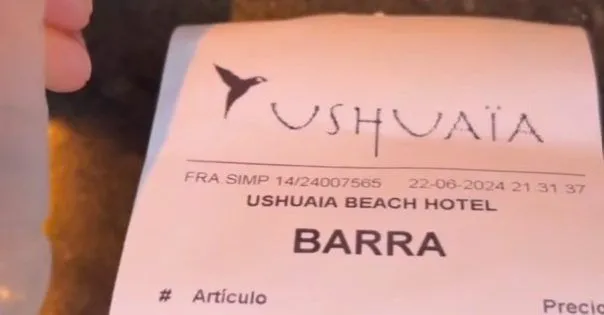 USHUAÏA
FRA.SIMP 14/24007565 22-06-2024 21:31:37
USHUAIA BEACH HOTEL
BARRA
# Artículo Precio